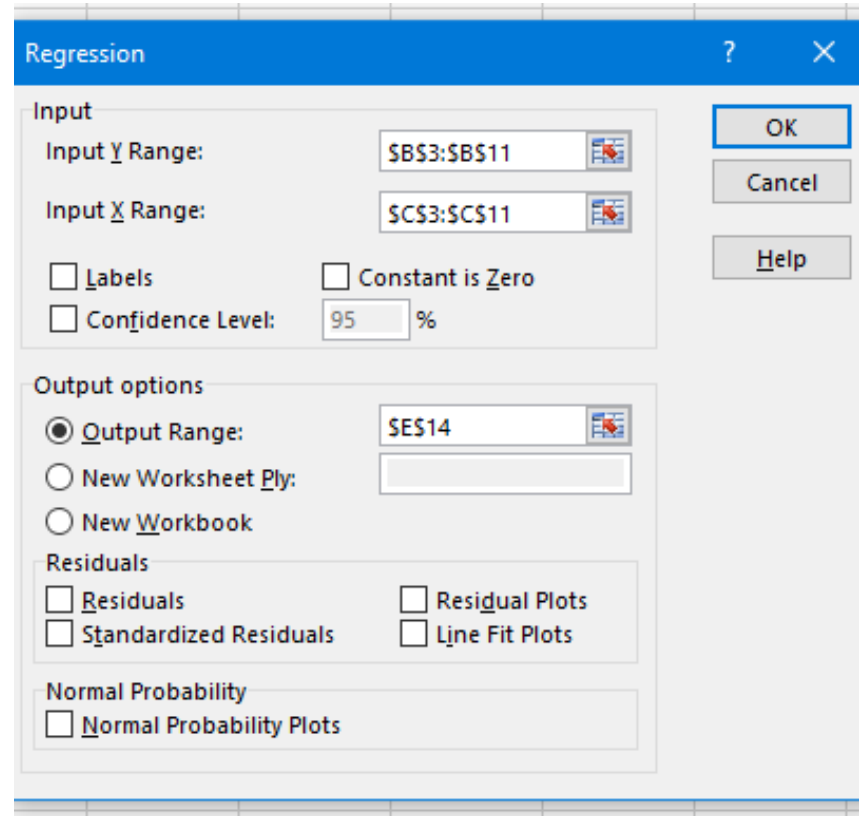 Regression ? ×
Input
Input Y Range: $B$3:$B$11
Input X Range: $C$3:$C$11
Labels Constant is Zero
Confidence Level: 95 %
OK
Cancel
Help
Output options
Output Range: $E$14
New Worksheet Ply:
New Workbook
Residuals
Residuals Residual Plots
Standardized Residuals Line Fit Plots
Normal Probability
Normal Probability Plots